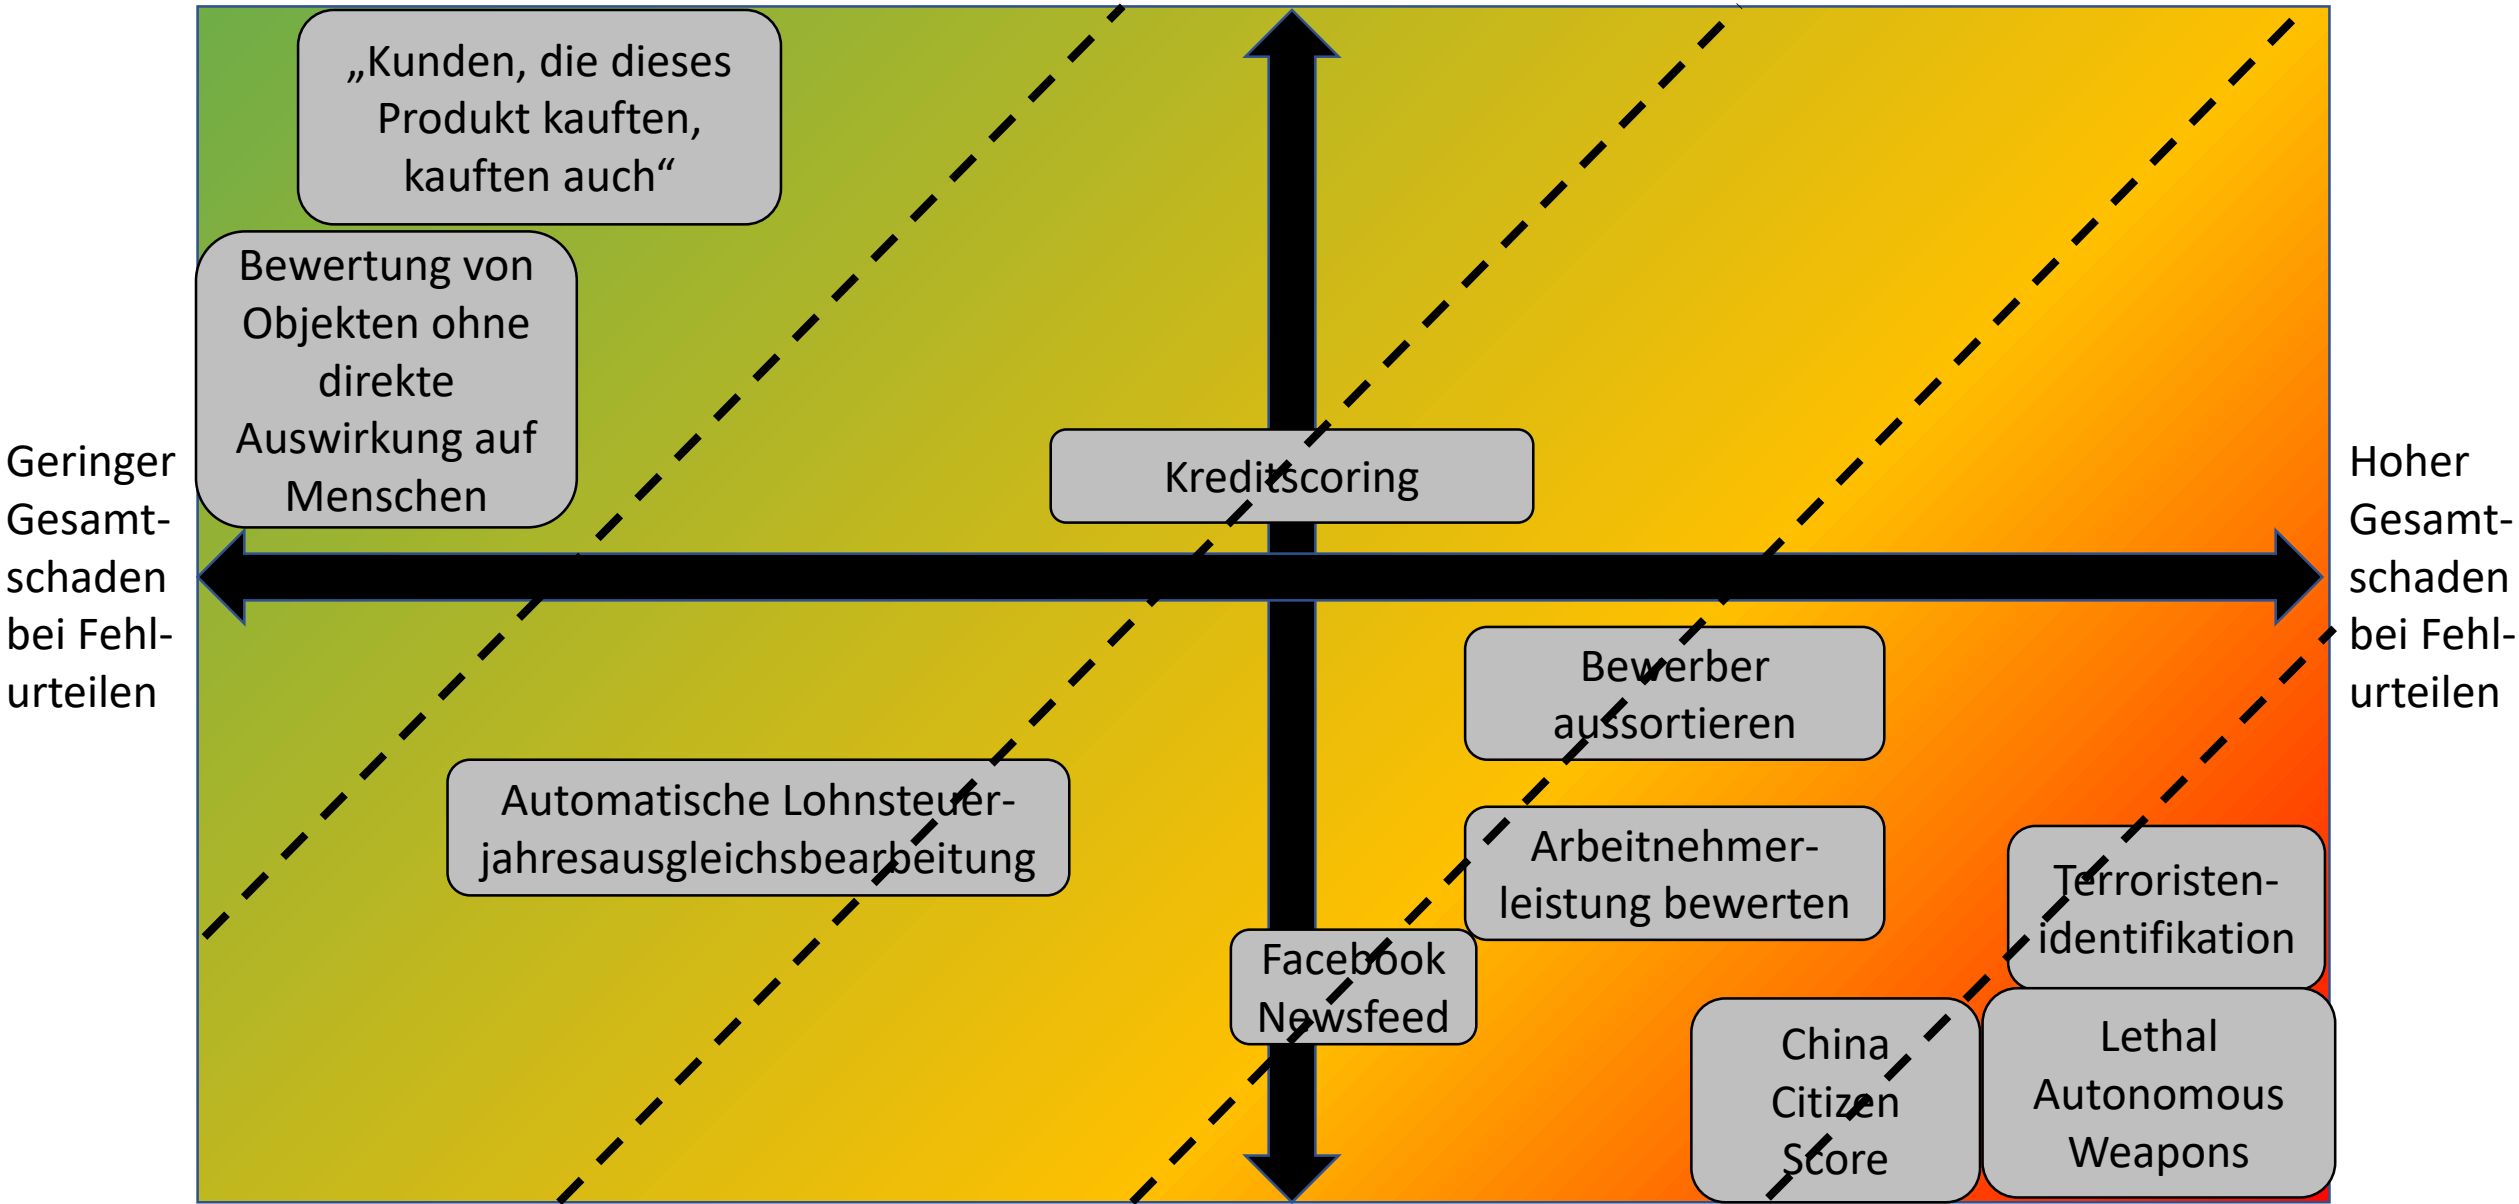 „Kunden, die dieses
Produkt kauften,
kauften auch“
Bewertung von
Objekten ohne
direkte
Auswirkung auf
Menschen
Geringer
Gesamt-
schaden
bei Fehl-
urteilen
Kreditscoring
Hoher
Gesamt-
schaden
bei Fehl-
urteilen
Bewerber
aussortieren
Automatische Lohnsteuer-
jahresausgleichsbearbeitung
Arbeitnehmer-
leistung bewerten
Terroristen-
identifikation
Facebook
Newsfeed
China
Citizen
Score
Lethal
Autonomous
Weapons